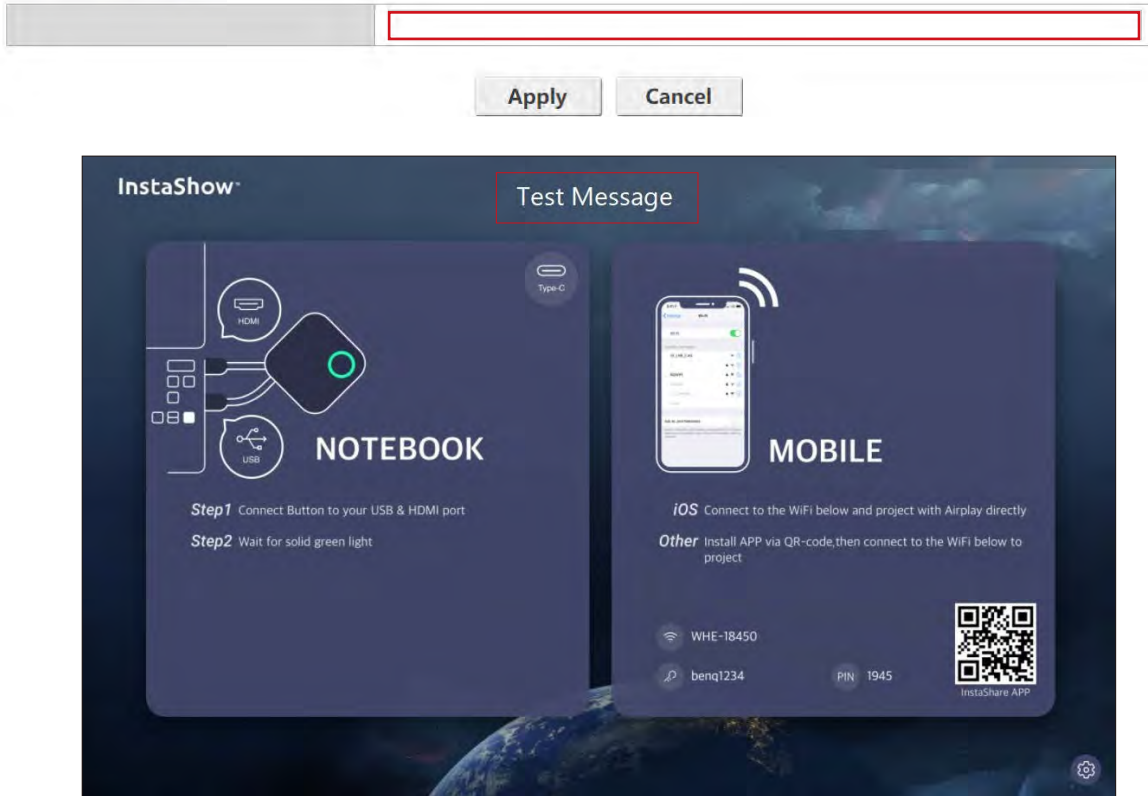 Apply Cancel
InstaShow™
Test Message
Type-C
HDMI
USB
NOTEBOOK
Step1 Connect Button to your USB & HDMI port
Step2 Wait for solid green light
MOBILE
iOS Connect to the WiFi below and project with Airplay directly
Other Install APP via QR-code,then connect to the WiFi below to
project
WHE-18450
benq1234 PIN 1945
InstaShare APP